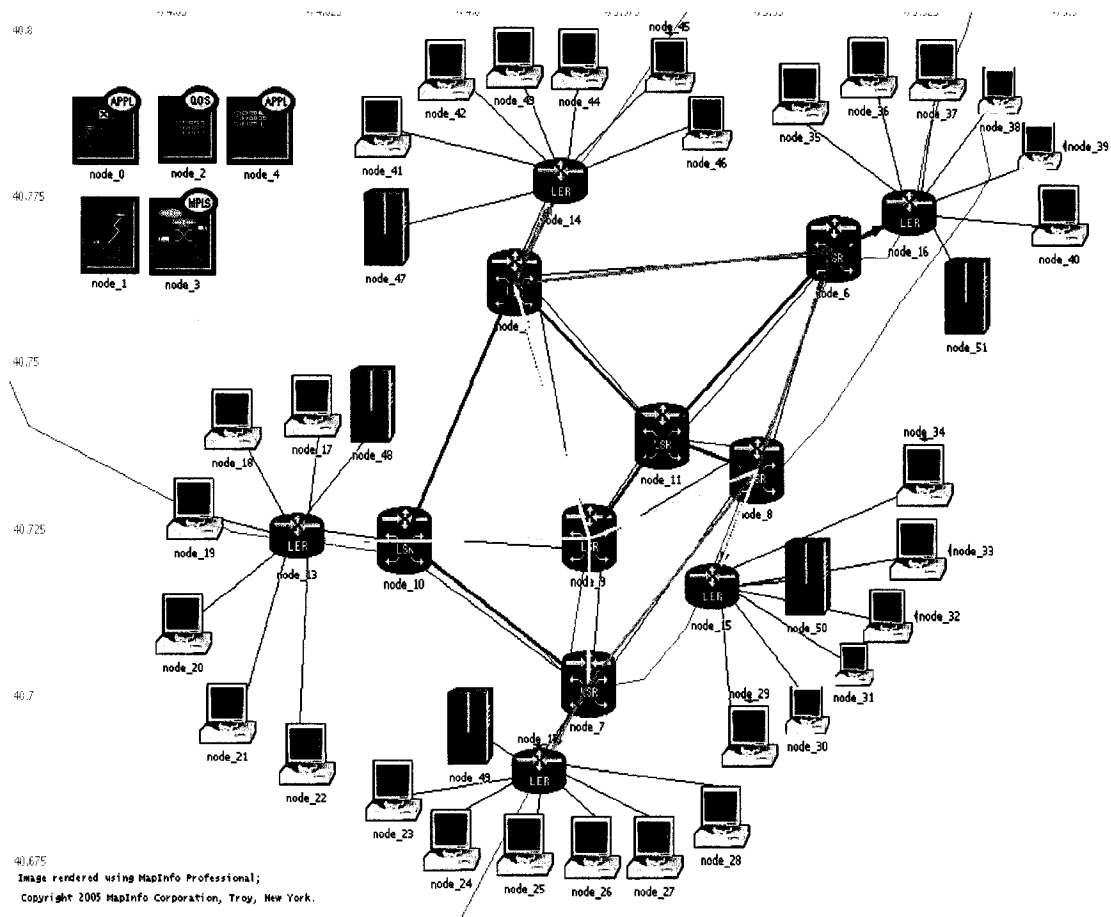 40.8
node_45
node_42
node_43
node_44
APPL
QOS
APPL
node_35
node_36
node_37
node_38
node_39
node_41
node_46
node_0
node_2
node_4
LER
node_14
40.775
MPLS
LER
node_16
node_40
node_47
node_1
node_3
node_6
node_51
40.75
node_34
node_18
node_17
node_48
LSR
node_11
node_8
40.725
node_19
LER
node_13
LSR
node_10
LSR
node_9
node_33
LER
node_15
node_50
node_32
node_20
node_31
40.7
LSR
node_7
node_29
node_30
node_21
node_22
node_49
LER
node_23
node_28
node_24
node_25
node_26
node_27
40.675
Image rendered using MapInfo Professional;
Copyright 2005 MapInfo Corporation, Troy, New York.